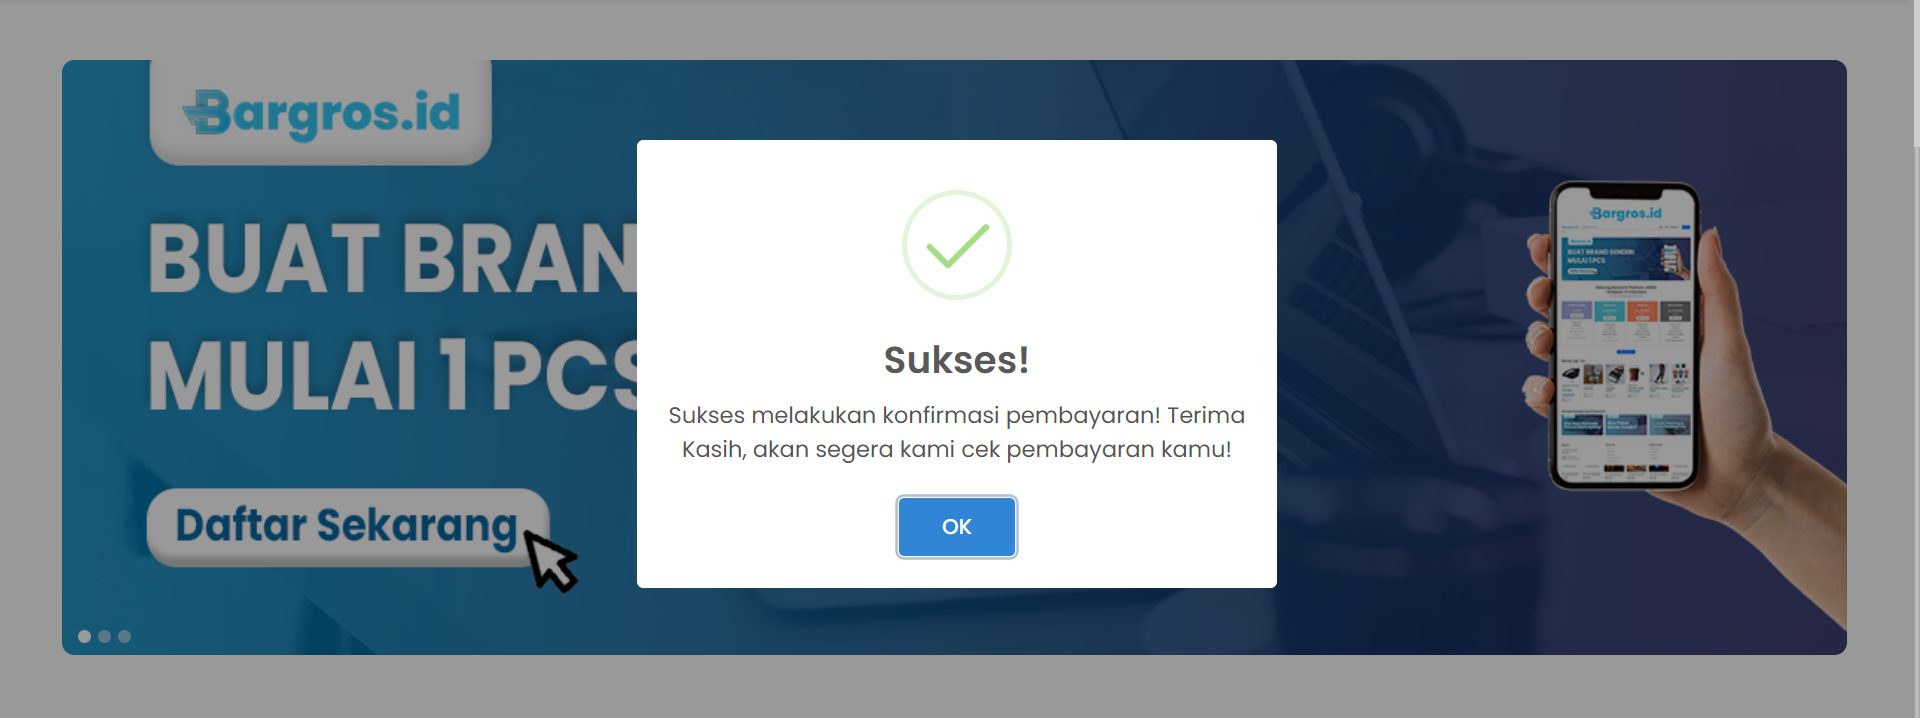 Bargros.id
BUAT BRAN
MULAI 1 PCS
Daftar Sekarang
Sukses!
Sukses melakukan konfirmasi pembayaran! Terima
Kasih, akan segera kami cek pembayaran kamu!
OK
Bargros.id
BUAT BRAND SENDIRI
MULAI 1 PCS